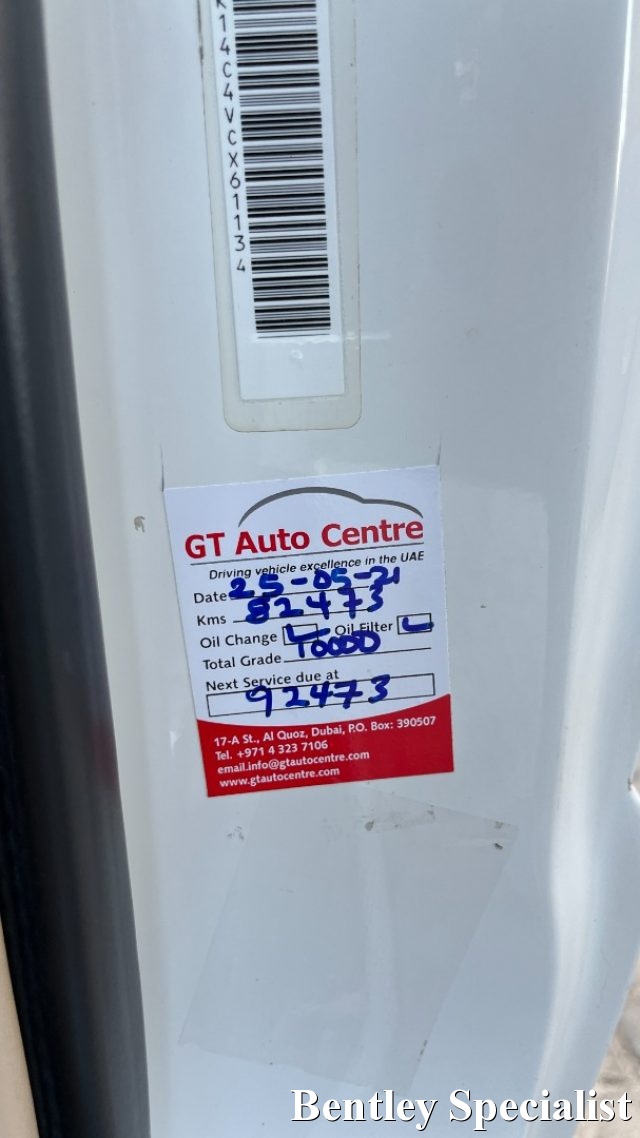 K14C4VCX61134
GT Auto Centre
Driving vehicle excellence in the UAE
Date 25-05-21
Kms 82473
Oil Change Oil Filter
Total Grade 10000
Next Service due at
92473
17-A St., Al Quoz, Dubai, P.O. Box: 390507
Tel. +971 4 323 7106
email.info@gtautocentre.com
www.gtautocentre.com
Bentley Specialist